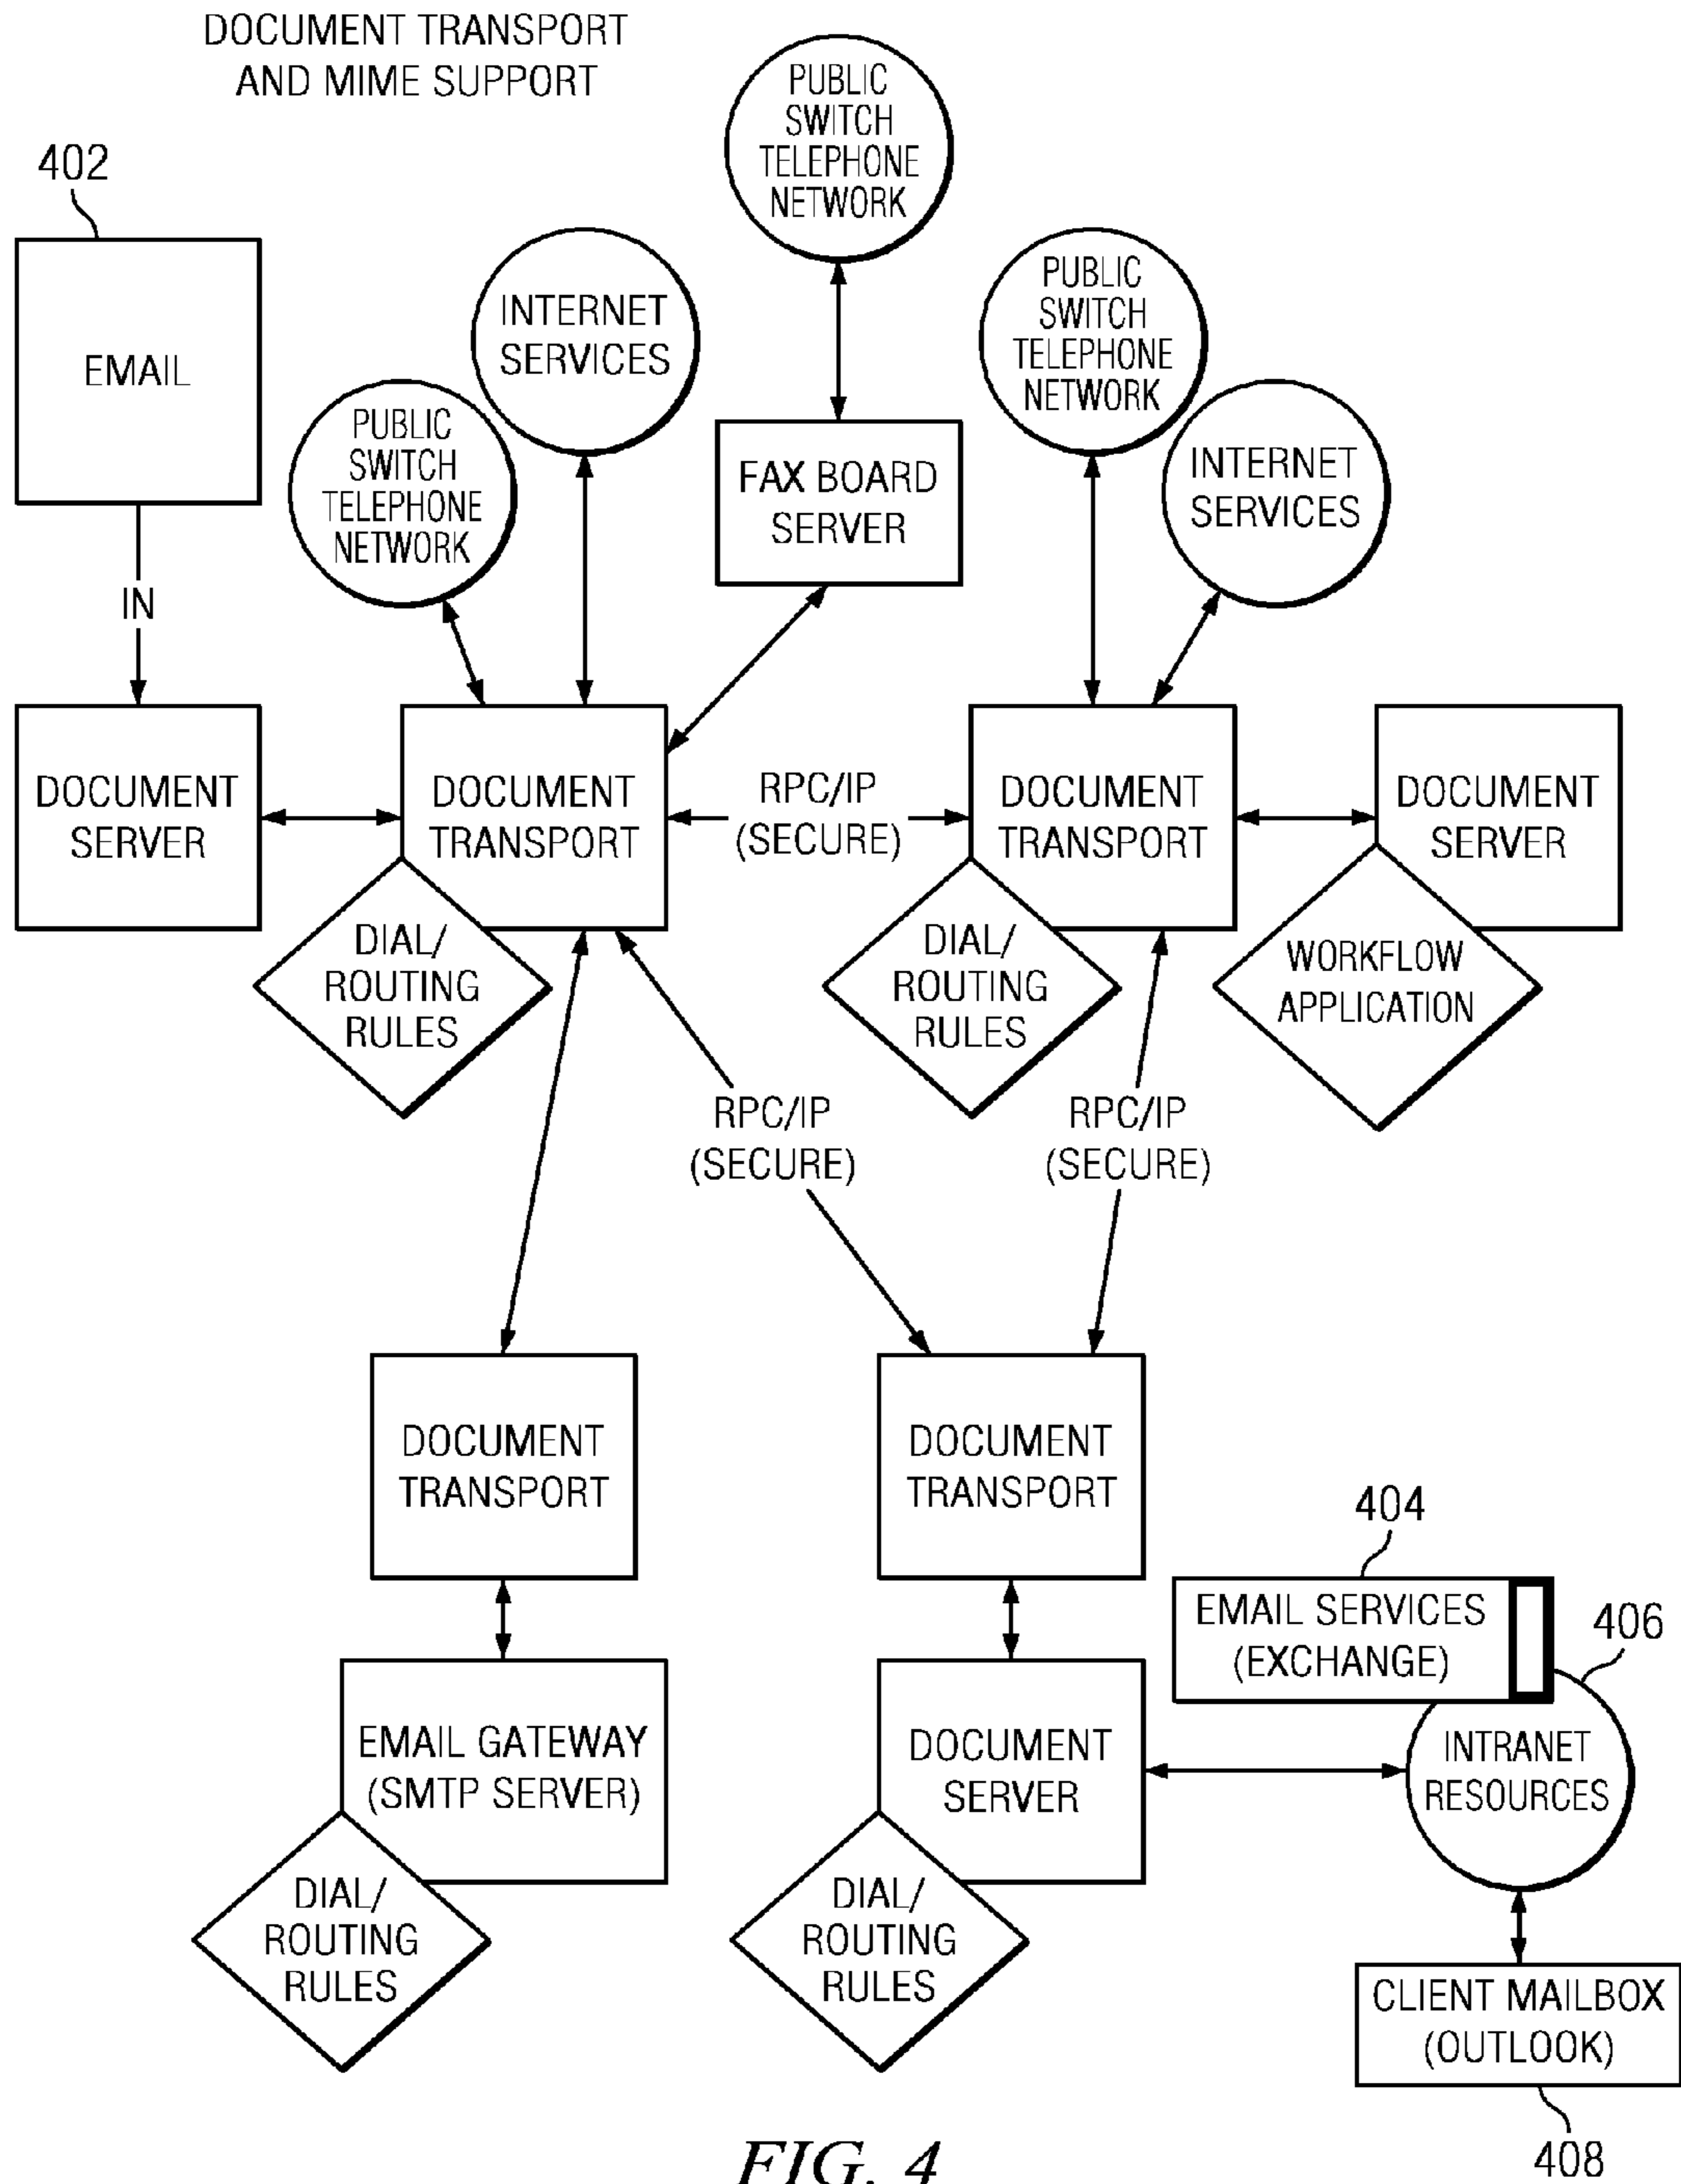 DOCUMENT TRANSPORT
AND MIME SUPPORT
PUBLIC
SWITCH
TELEPHONE
NETWORK
402
EMAIL
INTERNET
SERVICES
PUBLIC
SWITCH
TELEPHONE
NETWORK
PUBLIC
SWITCH
TELEPHONE
NETWORK
FAX BOARD
SERVER
INTERNET
SERVICES
IN
DOCUMENT
SERVER
DOCUMENT
TRANSPORT
RPC/IP
(SECURE)
DOCUMENT
TRANSPORT
DOCUMENT
SERVER
DIAL/
ROUTING
RULES
DIAL/
ROUTING
RULES
WORKFLOW
APPLICATION
RPC/IP
(SECURE)
RPC/IP
(SECURE)
DOCUMENT
TRANSPORT
DOCUMENT
TRANSPORT
404
EMAIL SERVICES
(EXCHANGE)
406
EMAIL GATEWAY
(SMTP SERVER)
DOCUMENT
SERVER
INTRANET
RESOURCES
DIAL/
ROUTING
RULES
DIAL/
ROUTING
RULES
CLIENT MAILBOX
(OUTLOOK)
408
FIG. 4